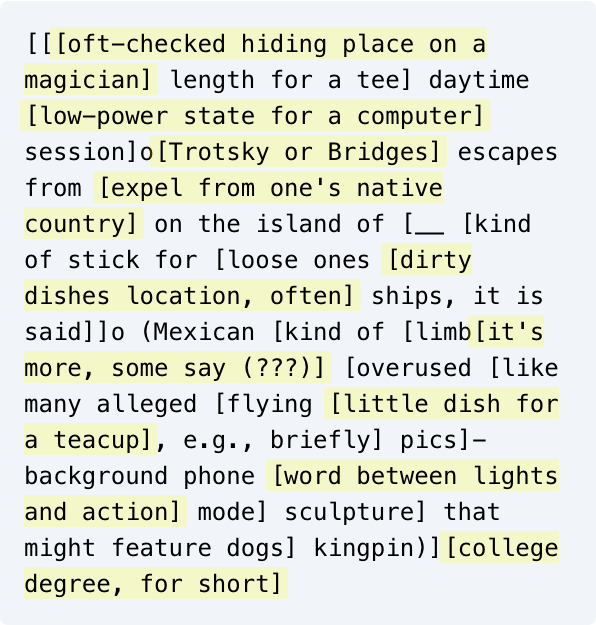 [[[oft-checked hiding place on a
magician] length for a tee] daytime
[low-power state for a computer]
session]o[Trotsky or Bridges] escapes
from [expel from one's native
country] on the island of [__ [kind
of stick for [loose ones [dirty
dishes location, often] ships, it is
said]]o (Mexican [kind of [limb[it's
more, some say (???)] [overused [like
many alleged [flying [little dish for
a teacup], e.g., briefly] pics]-
background phone [word between lights
and action] mode] sculpture] that
might feature dogs] kingpin)][college
degree, for short]